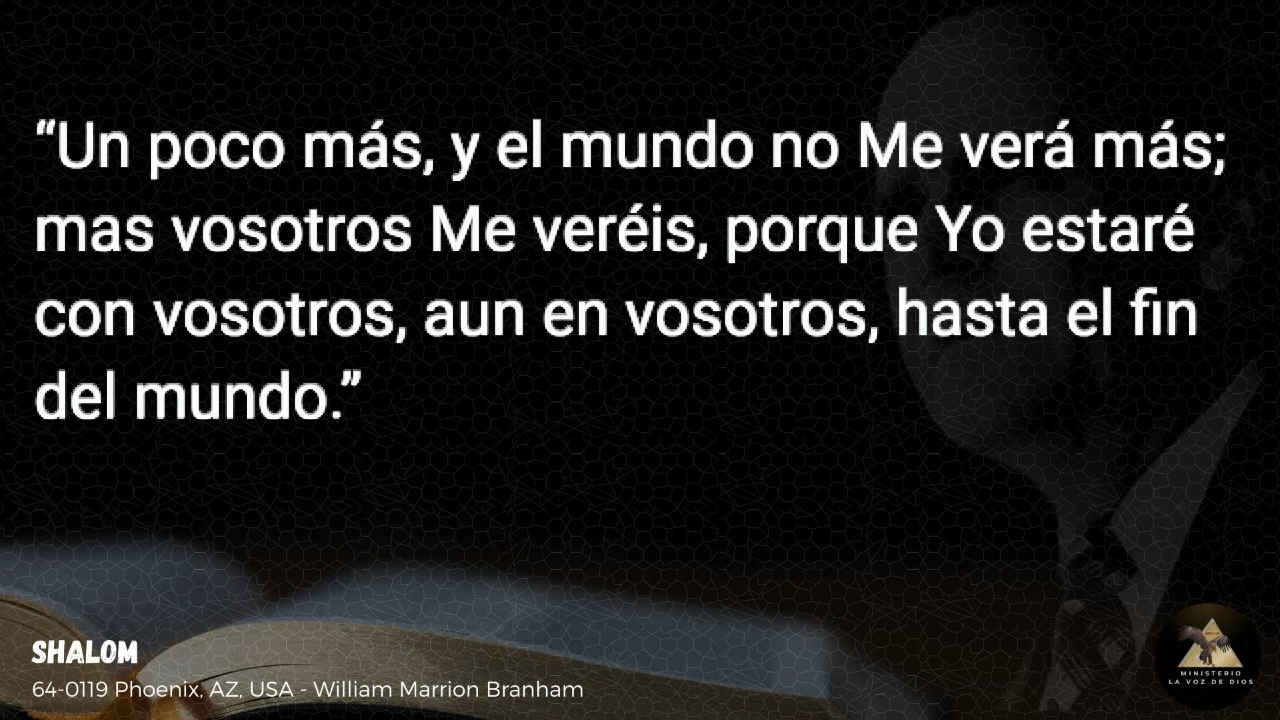 “Un poco más, y el mundo no Me verá más;
mas vosotros Me veréis, porque Yo estaré
con vosotros, aun en vosotros, hasta el fin
del mundo.”
SHALOM
64-0119 Phoenix, AZ, USA - William Marrion Branham
MINISTERIO
LA VOZ DE DIOS